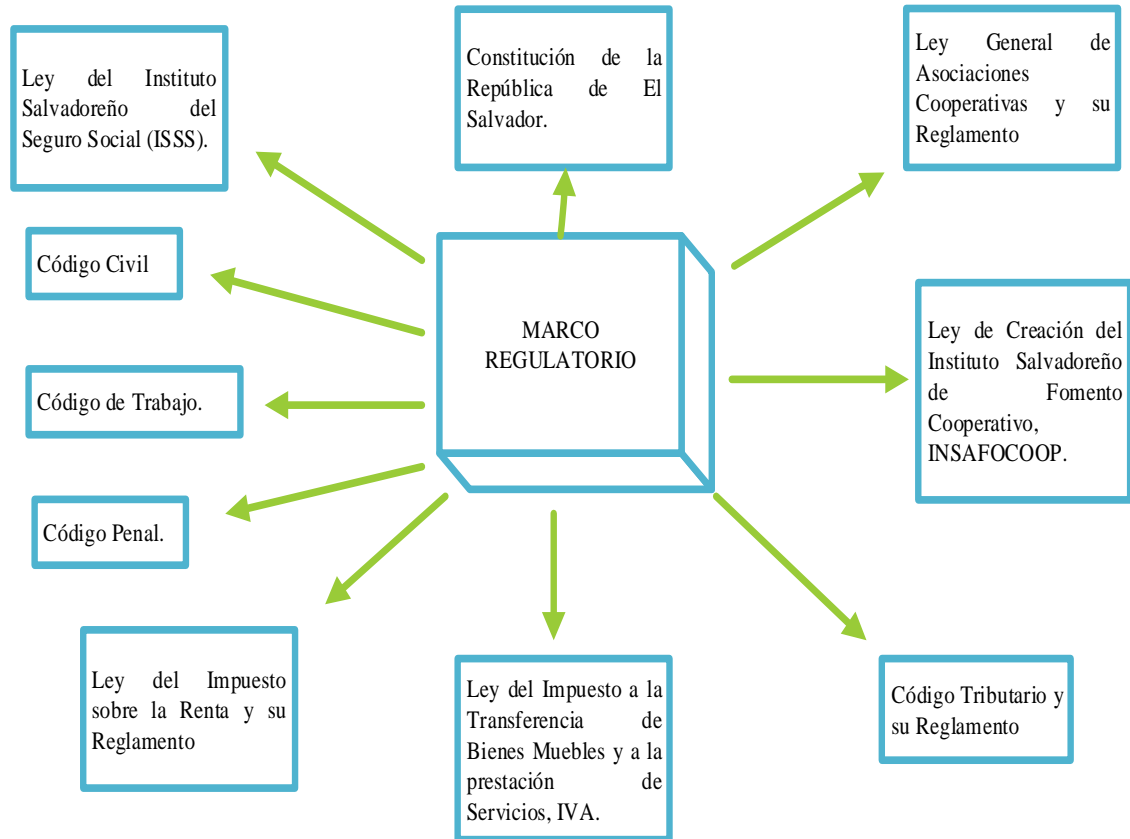 Ley del Instituto
Salvadoreño del
Seguro Social (ISSS).
Constitución de la
República de El
Salvador.
Ley General de
Asociaciones
Cooperativas y su
Reglamento
Código Civil
MARCO
REGULATORIO
Ley de Creación del
Instituto Salvadoreño
de Fomento
Cooperativo,
INSAFOCOOP.
Código de Trabajo.
Código Penal.
Ley del Impuesto
sobre la Renta y su
Reglamento
Ley del Impuesto a la
Transferencia de
Bienes Muebles y a la
prestación de
Servicios, IVA.
Código Tributario y
su Reglamento